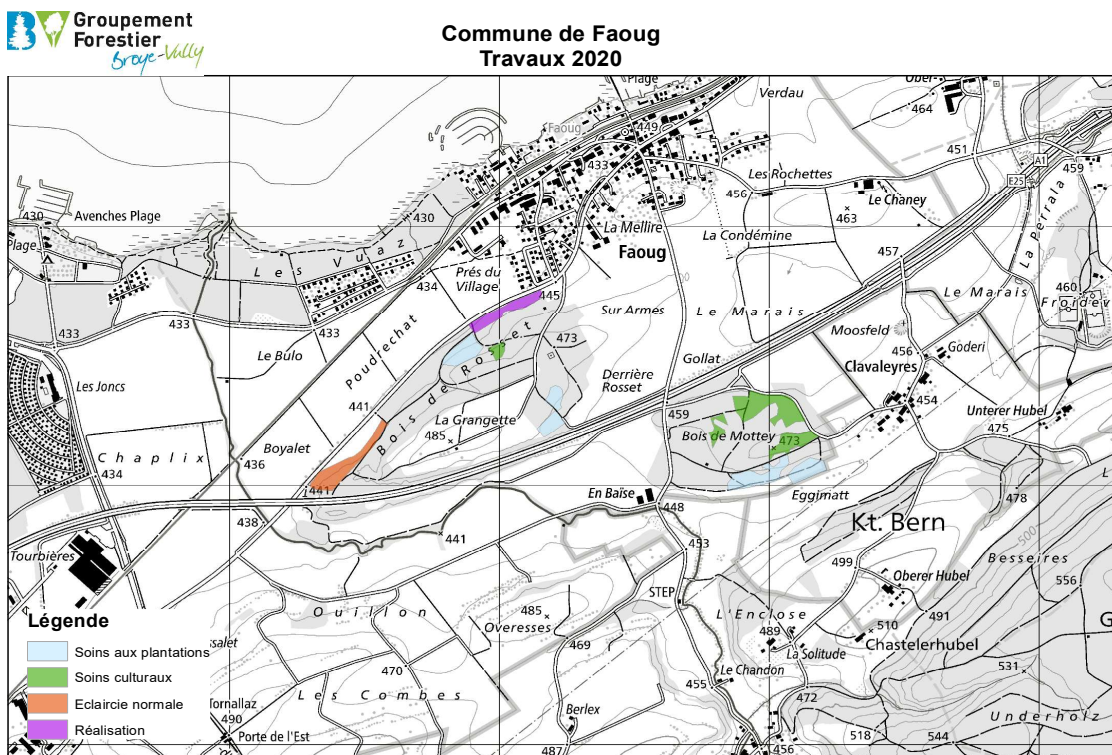 Groupement
Forestier
Broye-Vully
Commune de Faoug
Travaux 2020
Plage
Verdau
Ober
464
Faoug
449
451
A1
E25
459
433
Les Rochettes
456
Le Chaney
463
La Perrala
430
Avenches Plage
Plage
430
La Mellire
Faoug
La Condémine
457
Les Vuaz
Prés du
Village
434
445
Le Marais
460
Froideg
433
433
433
Sur Armes
Le Marais
Moosfeld
Le Bulo
Poudrechat
473
Gollat
456
Goderi
Clavaleyres
Les Joncs
Bois de Rosset
Derrière
Rosset
441
La Grangette
485
459
454
Unterer Hubel
475
Bois de Mottey
473
Boyalet
Chaplix
436
434
441
Eggimatt
478
En Baise
448
438
441
Kt. Bern
500
Tourbières
453
499
Besseires
556
Oberer Hubel
STEP
L'Enclose
491
Légende
Ouillon
485
Overesses
489
510
Chastelerhubel
G
Soins aux plantations
salet
469
La Solitude
Soins culturaux
470
Le Chandon
531
Eclaircie normale
Les Combes
455
472
Réalisation
ornallaz
490
Porte de l'Est
Berlex
487
456
518
544
Underholz